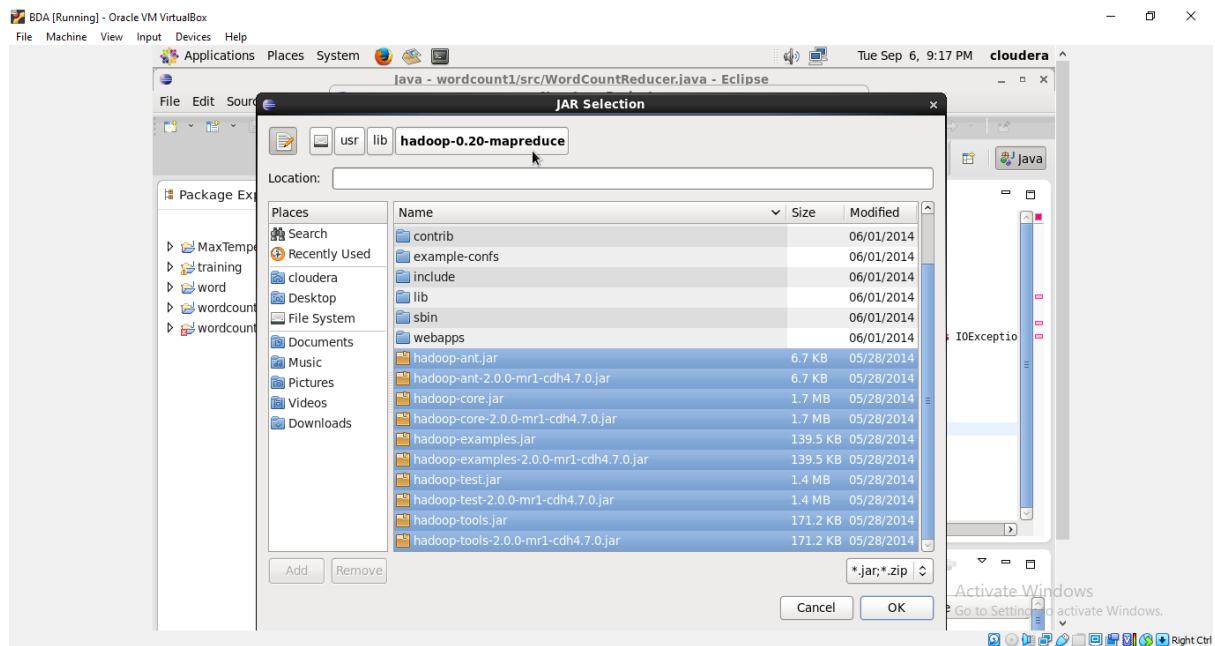 BDA [Running] - Oracle VM VirtualBox
File Machine View Input Devices Help
Applications Places System Tue Sep 6, 9:17 PM cloudera
Java - wordcount1/src/WordCountReducer.java - Eclipse
File Edit Sourc
JAR Selection
usr lib hadoop-0.20-mapreduce
Java
Location:
Package Exp
Places Name Size Modified
Search contrib 06/01/2014
Recently Used example-confs 06/01/2014
MaxTempe
training
word
wordcount
wordcount
cloudera include 06/01/2014
Desktop lib 06/01/2014
File System sbin 06/01/2014
webapps 06/01/2014
Documents
Music
Pictures
Videos
Downloads
hadoop-ant.jar 6.7 KB 05/28/2014
hadoop-ant-2.0.0-mr1-cdh4.7.0.jar 6.7 KB 05/28/2014
hadoop-core.jar 1.7 MB 05/28/2014
hadoop-core-2.0.0-mr1-cdh4.7.0.jar 1.7 MB 05/28/2014
hadoop-examples.jar 139.5 KB 05/28/2014
hadoop-examples-2.0.0-mr1-cdh4.7.0.jar 139.5 KB 05/28/2014
hadoop-test.jar 1.4 MB 05/28/2014
hadoop-test-2.0.0-mr1-cdh4.7.0.jar 1.4 MB 05/28/2014
hadoop-tools.jar 171.2 KB 05/28/2014
hadoop-tools-2.0.0-mr1-cdh4.7.0.jar 171.2 KB 05/28/2014
IOExceptio
Add Remove *.jar;*.zip
Cancel OK
Activate Windows
Go to Setting o activate Windows.
Right Ctrl